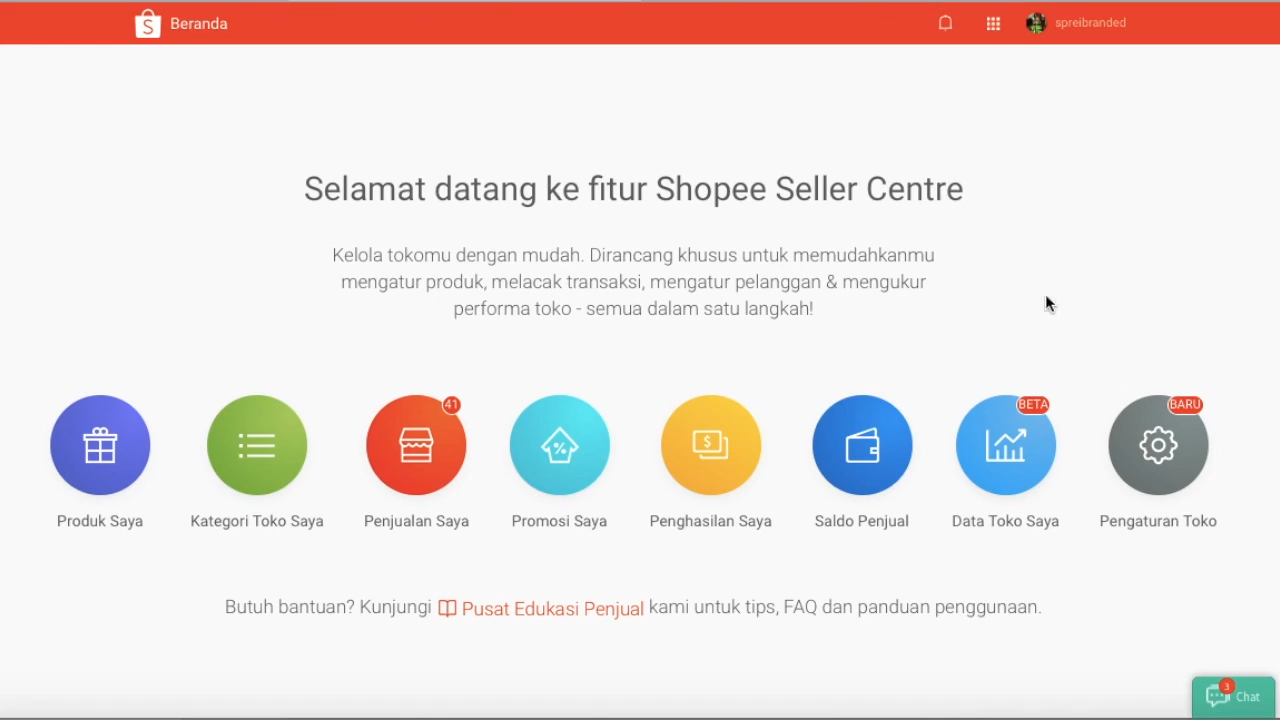 Beranda
spreibranded
Selamat datang ke fitur Shopee Seller Centre
Kelola tokomu dengan mudah. Dirancang khusus untuk memudahkanmu
mengatur produk, melacak transaksi, mengatur pelanggan & mengukur
performa toko - semua dalam satu langkah!
41
BETA
BARU
$
%
Produk Saya
Kategori Toko Saya
Penjualan Saya
Promosi Saya
Penghasilan Saya
Saldo Penjual
Data Toko Saya
Pengaturan Toko
Butuh bantuan? Kunjungi Pusat Edukasi Penjual kami untuk tips, FAQ dan panduan penggunaan.
3
Chat